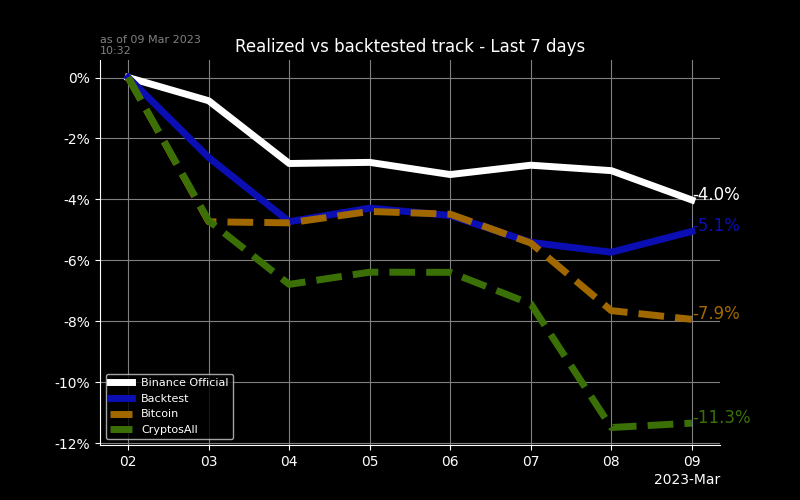 as of 09 Mar 2023
10:32
Realized vs backtested track - Last 7 days
0%
-2%
-4%
-6%
-8%
-10%
-12%
-4.0%
-5.1%
-7.9%
-11.3%
Binance Official
Backtest
Bitcoin
CryptosAll
02 03 04 05 06 07 08 09
2023-Mar